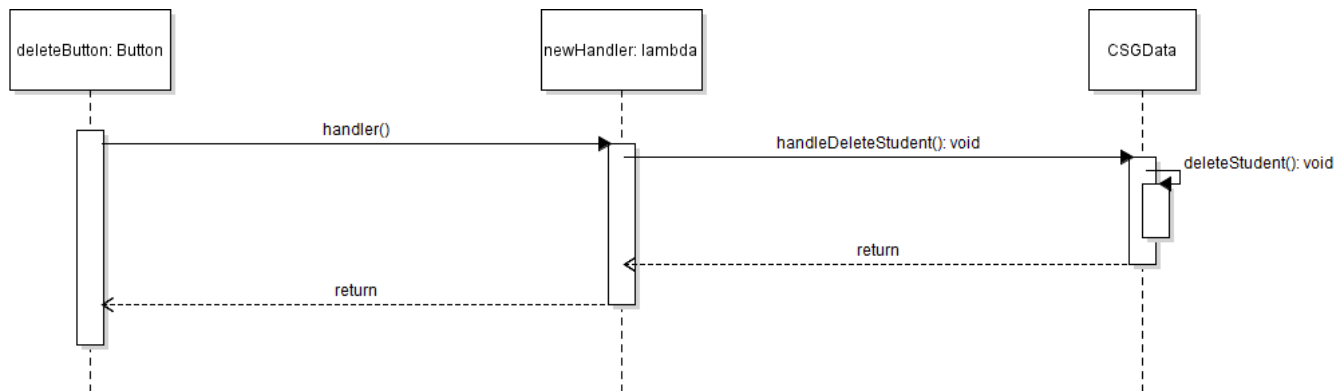 deleteButton: Button
newHandler: lambda
CSGData
handler()
handleDeleteStudent(): void
deleteStudent(): void
return
return